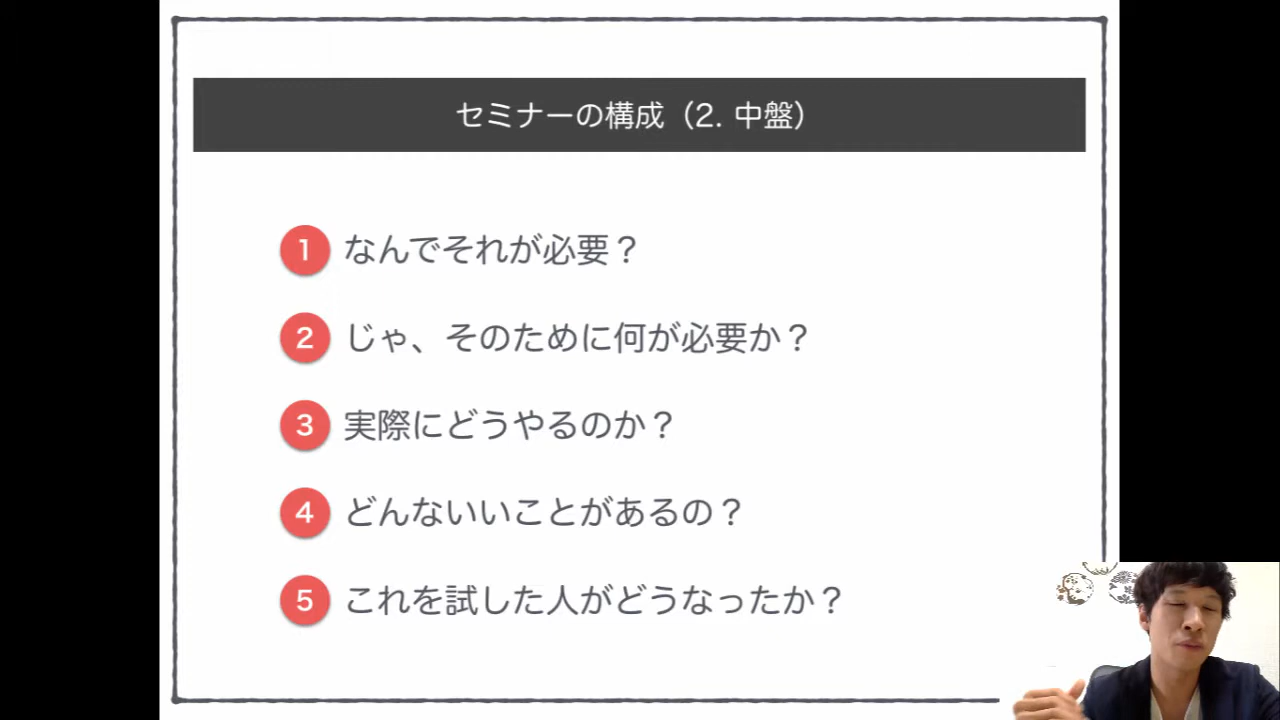 セミナーの構成（2. 中盤）
1 なんでそれが必要？
2 じゃ、そのために何が必要か？
3 実際にどうやるのか？
4 どんないいことがあるの？
5 これを試した人がどうなったか？